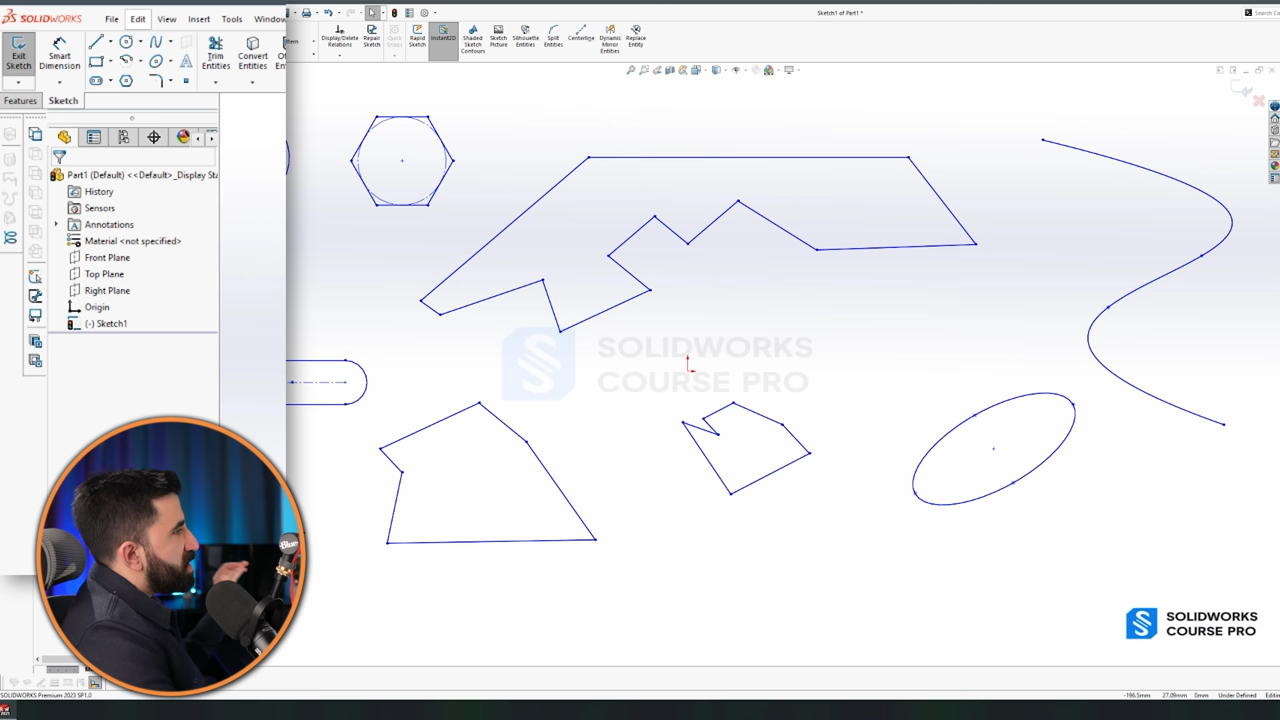 SOLIDWORKS
File
Edit
View
Insert
Tools
Window
Sketch1 of Part1 *
Exit Sketch
Smart Dimension
Trim Entities
Convert Entities
Display/Delete Relations
Repair Sketch
Quick Snaps
Rapid Sketch
Instant2D
Shaded Sketch Contours
Sketch Picture
Silhouette Entities
Split Entities
Centerline
Dynamic Mirror Entities
Replace Entity
Features
Sketch
Part1 (Default) <<Default>_Display Sta
History
Sensors
Annotations
Material <not specified>
Front Plane
Top Plane
Right Plane
Origin
(-) Sketch1
SOLIDWORKS
COURSE PRO
Blue
SOLIDWORKS
COURSE PRO
SOLIDWORKS Premium 2023 SP1.0
-196.5mm
27.09mm
0mm
Under Defined